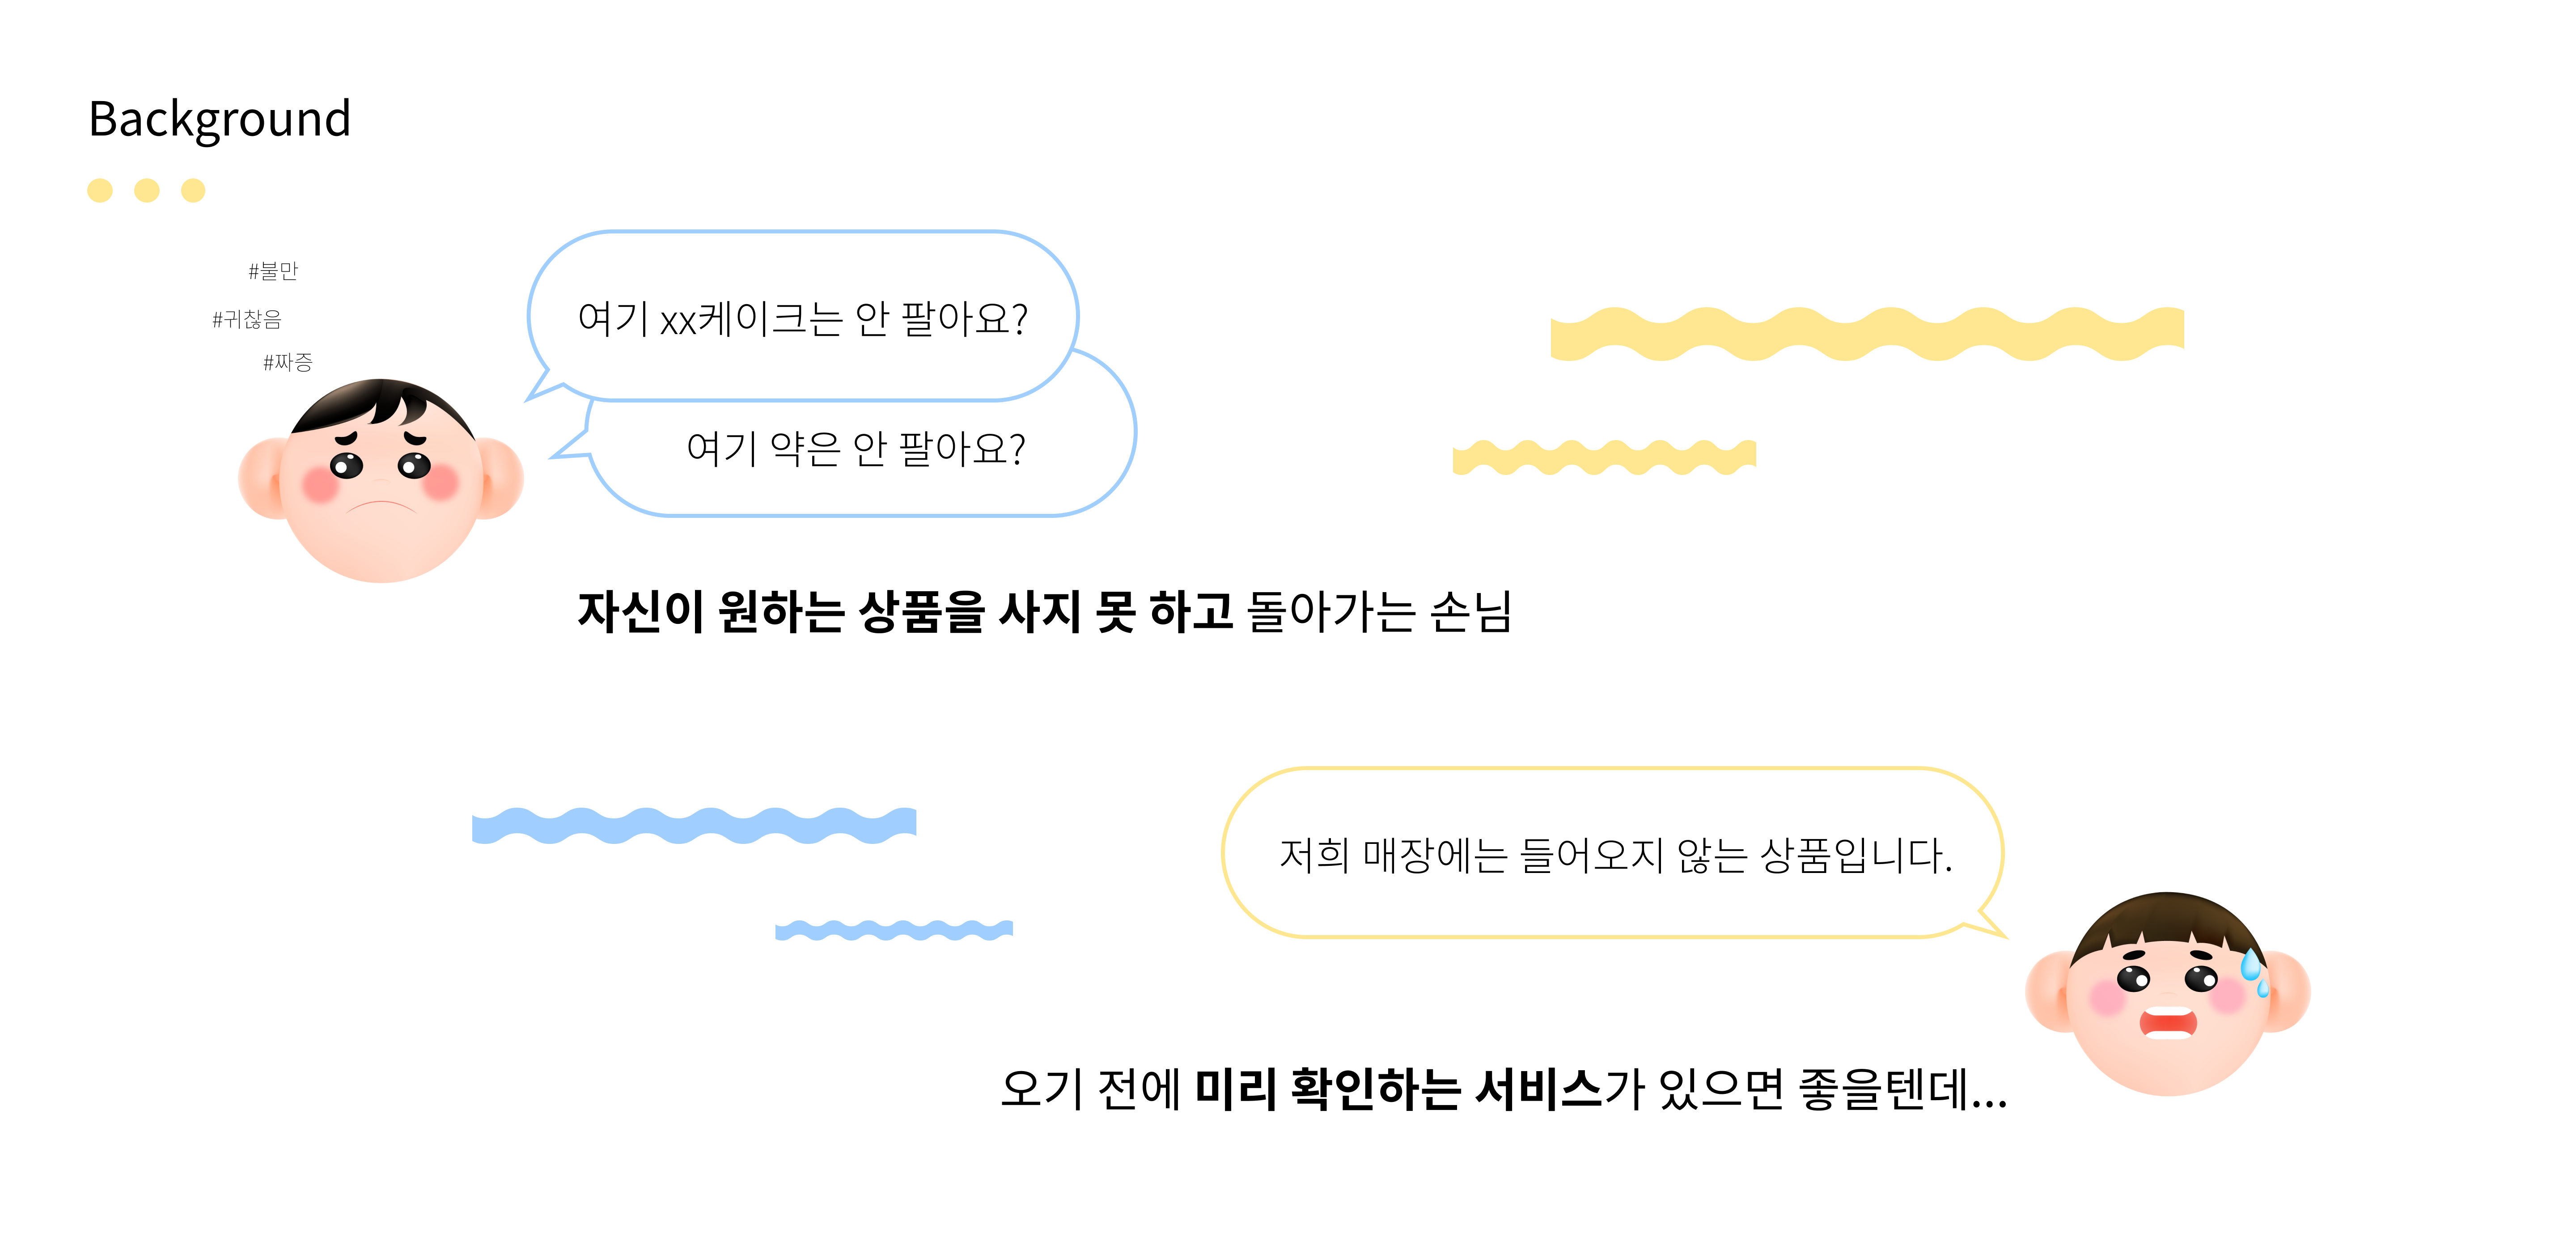 Background
#불만
#귀찮음
#짜증
여기 xx케이크는 안 팔아요?
여기 약은 안 팔아요?
자신이 원하는 상품을 사지 못 하고 돌아가는 손님
저희 매장에는 들어오지 않는 상품입니다.
오기 전에 미리 확인하는 서비스가 있으면 좋을텐데...